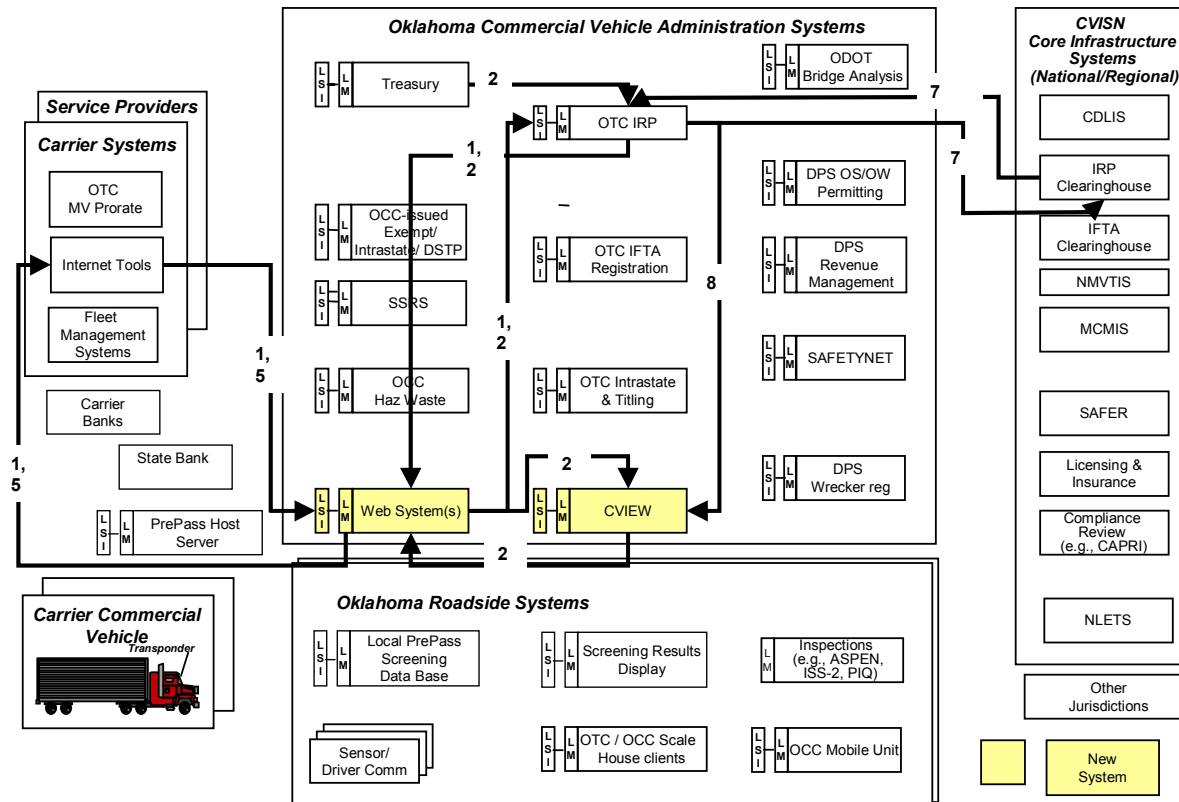 Oklahoma Commercial Vehicle Administration Systems
CVISN
Core Infrastructure
Systems
(National/Regional)
Service Providers
Carrier Systems
OTC
MV Prorate
Internet Tools
Fleet
Management
Systems
Carrier
Banks
State Bank
L
S
I
L
M
PrePass Host
Server
Carrier Commercial
Vehicle
Transponder
1,
5
1,
5
L
S
I
L
M
Treasury
2
L
S
I
L
M
OTC IRP
L
S
I
L
M
ODOT
Bridge Analysis
7
7
1,
2
L
S
I
L
M
OCC-issued
Exempt/
Intrastate/ DSTP
L
S
I
L
M
SSRS
L
S
I
L
M
OCC
Haz Waste
L
S
I
L
M
Web System(s)
L
S
I
L
M
OTC IFTA
Registration
1,
2
8
L
S
I
L
M
OTC Intrastate
& Titling
2
L
S
I
L
M
CVIEW
2
L
S
I
L
M
DPS OS/OW
Permitting
L
S
I
L
M
DPS
Revenue
Management
L
S
I
L
M
SAFETYNET
L
S
I
L
M
DPS
Wrecker reg
CDLIS
IRP
Clearinghouse
IFTA
Clearinghouse
NMVTIS
MCMIS
SAFER
Licensing &
Insurance
Compliance
Review
(e.g., CAPRI)
NLETS
Other
Jurisdictions
New
System
Oklahoma Roadside Systems
L
S
I
L
M
Local PrePass
Screening
Data Base
L
S
I
L
M
Screening Results
Display
L
M
Inspections
(e.g., ASPEN,
ISS-2, PIQ)
Sensor/
Driver Comm
L
S
I
L
M
OTC / OCC Scale
House clients
L
S
I
L
M
OCC Mobile Unit